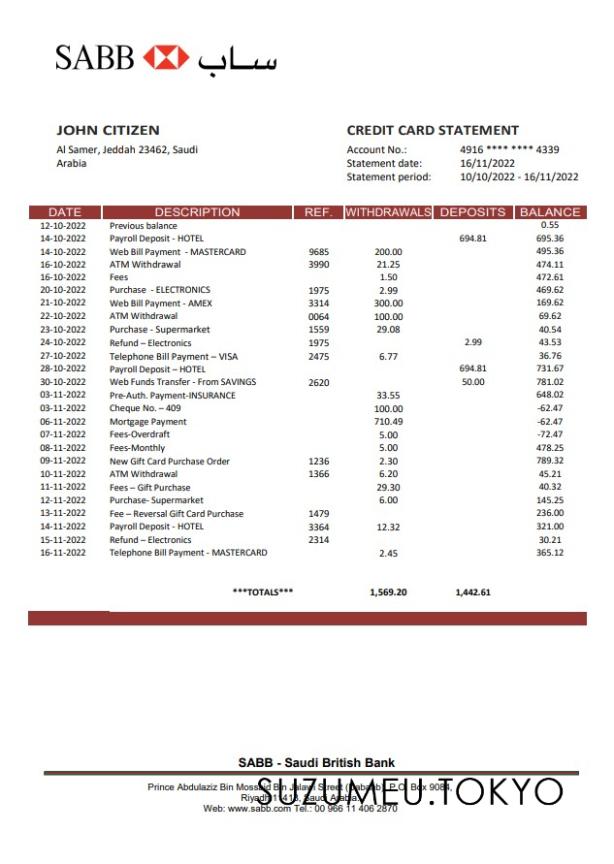 SABB ساب
JOHN CITIZEN
Al Samer, Jeddah 23462, Saudi
Arabia
CREDIT CARD STATEMENT
Account No.: 4916 **** **** 4339
Statement date: 16/11/2022
Statement period: 10/10/2022 - 16/11/2022
DATE DESCRIPTION REF. WITHDRAWALS DEPOSITS BALANCE
12-10-2022 Previous balance 0.55
14-10-2022 Payroll Deposit - HOTEL 694.81 695.36
14-10-2022 Web Bill Payment - MASTERCARD 9685 200.00 495.36
16-10-2022 ATM Withdrawal 3990 21.25 474.11
16-10-2022 Fees 1.50 472.61
20-10-2022 Purchase - ELECTRONICS 1975 2.99 469.62
21-10-2022 Web Bill Payment - AMEX 3314 300.00 169.62
22-10-2022 ATM Withdrawal 0064 100.00 69.62
23-10-2022 Purchase - Supermarket 1559 29.08 40.54
24-10-2022 Refund – Electronics 1975 2.99 43.53
27-10-2022 Telephone Bill Payment – VISA 2475 6.77 36.76
28-10-2022 Payroll Deposit – HOTEL 694.81 731.67
30-10-2022 Web Funds Transfer - From SAVINGS 2620 50.00 781.02
03-11-2022 Pre-Auth. Payment-INSURANCE 33.55 648.02
03-11-2022 Cheque No. – 409 100.00 -62.47
06-11-2022 Mortgage Payment 710.49 -62.47
07-11-2022 Fees-Overdraft 5.00 -72.47
08-11-2022 Fees-Monthly 5.00 478.25
09-11-2022 New Gift Card Purchase Order 1236 2.30 789.32
10-11-2022 ATM Withdrawal 1366 6.20 45.21
11-11-2022 Fees – Gift Purchase 29.30 40.32
12-11-2022 Purchase- Supermarket 6.00 145.25
13-11-2022 Fee – Reversal Gift Card Purchase 1479 236.00
14-11-2022 Payroll Deposit - HOTEL 3364 12.32 321.00
15-11-2022 Refund – Electronics 2314 30.21
16-11-2022 Telephone Bill Payment - MASTERCARD 2.45 365.12
***TOTALS*** 1,569.20 1,442.61
SABB - Saudi British Bank
Prince Abdulaziz Bin Mossaid Bin Jalawi Street P.O. Box 9084,
Riyadh 11413, Saudi Arabia.
Web: www.sabb.com Tel.: 00 966 11 406 2870
SUZUMEU.TOKYO